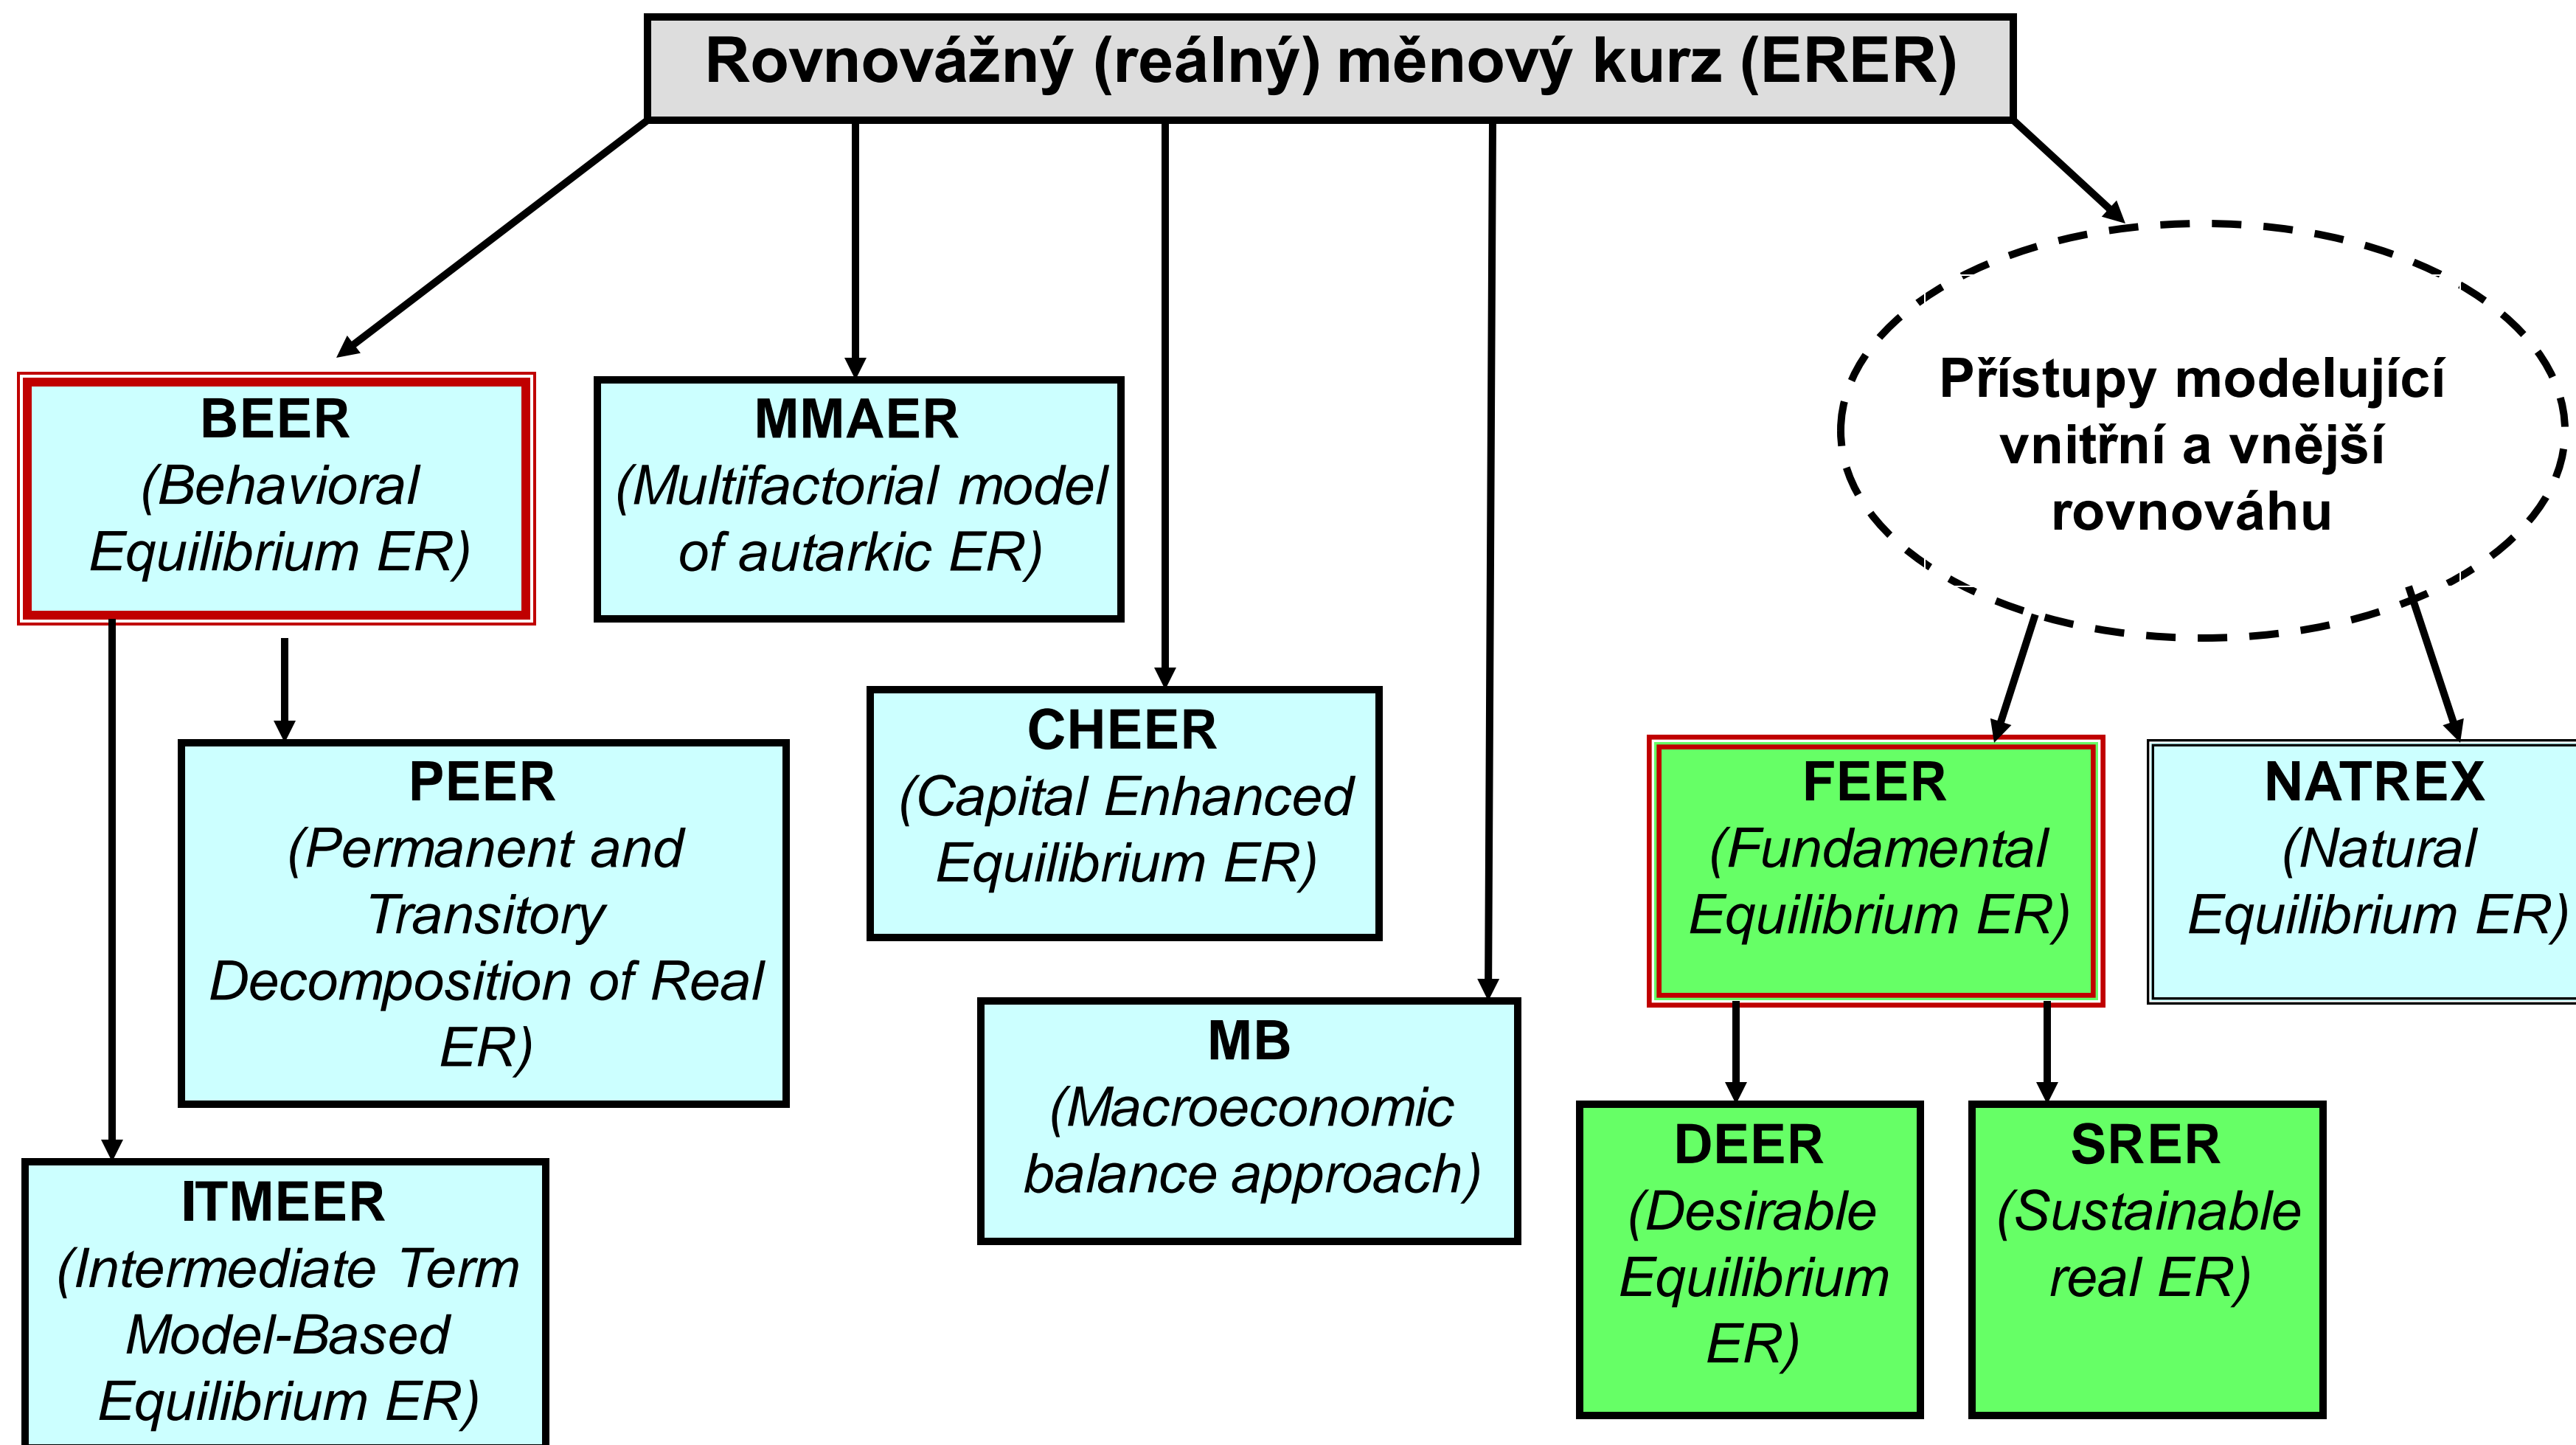 Rovnovážný (reálný) měnový kurz (ERER)
BEER
(Behavioral
Equilibrium ER)
MMAER
(Multifactorial model
of autarkic ER)
Přístupy modelující
vnitřní a vnější
rovnováhu
PEER
(Permanent and
Transitory
Decomposition of Real
ER)
CHEER
(Capital Enhanced
Equilibrium ER)
FEER
(Fundamental
Equilibrium ER)
NATREX
(Natural
Equilibrium ER)
MB
(Macroeconomic
balance approach)
ITMEER
(Intermediate Term
Model-Based
Equilibrium ER)
DEER
(Desirable
Equilibrium
ER)
SRER
(Sustainable
real ER)